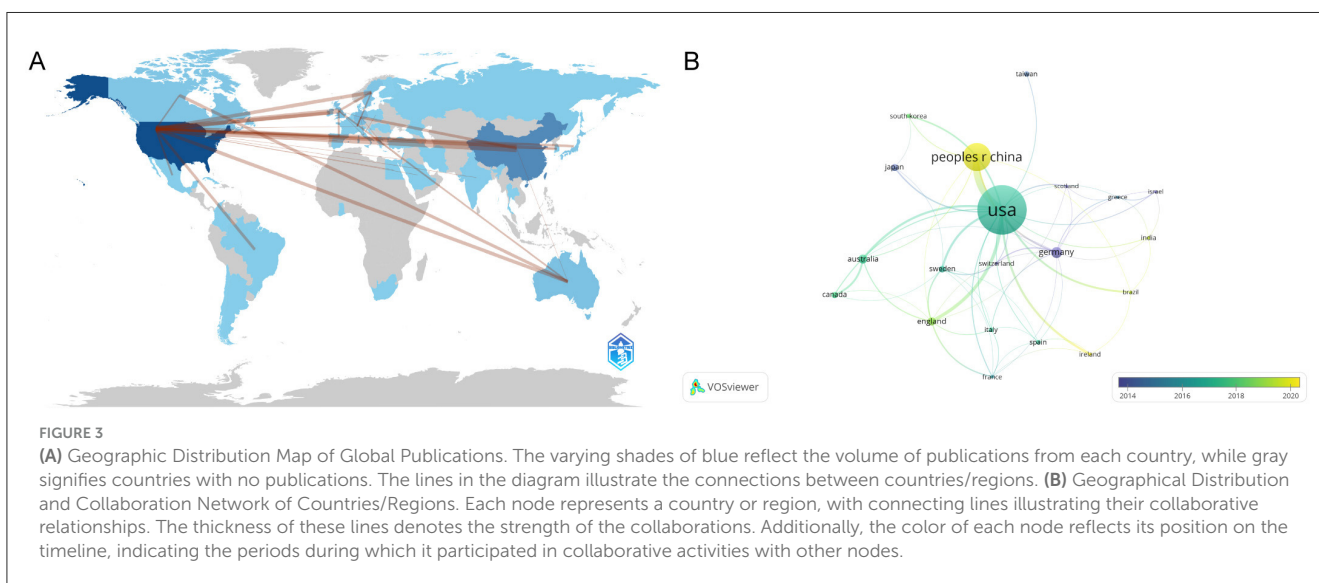 A
B
taiwan
south korea
peoples r china
japan
scotland
greece
israel
usa
india
australia
sweden
switzerland
germany
canada
brazil
england
italy
spain
ireland
france
VOSviewer
2014 2016 2018 2020
FIGURE 3
(A) Geographic Distribution Map of Global Publications. The varying shades of blue reflect the volume of publications from each country, while gray
signifies countries with no publications. The lines in the diagram illustrate the connections between countries/regions. (B) Geographical Distribution
and Collaboration Network of Countries/Regions. Each node represents a country or region, with connecting lines illustrating their collaborative
relationships. The thickness of these lines denotes the strength of the collaborations. Additionally, the color of each node reflects its position on the
timeline, indicating the periods during which it participated in collaborative activities with other nodes.